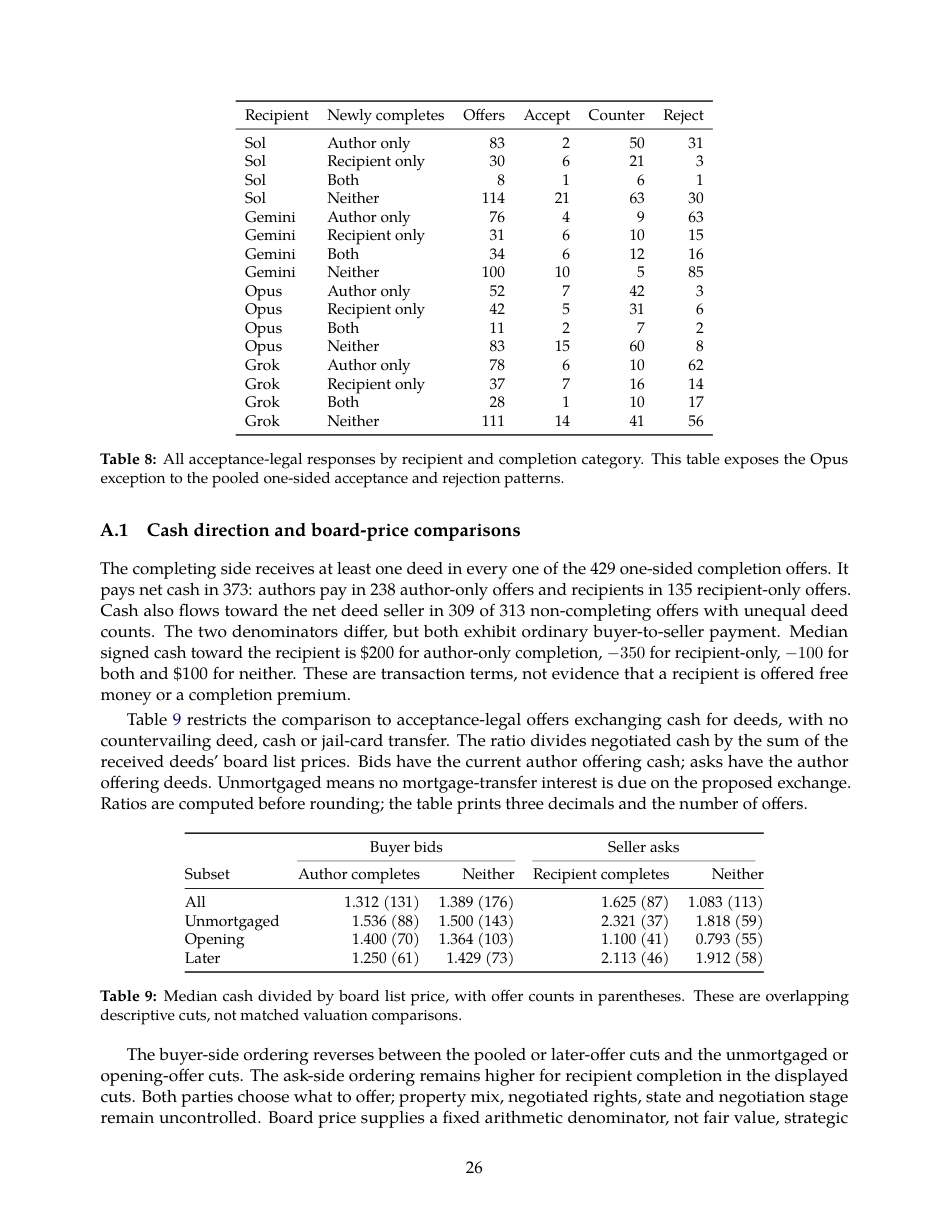 Recipient Newly completes Offers Accept Counter Reject
Sol Author only 83 2 50 31
Sol Recipient only 30 6 21 3
Sol Both 8 1 6 1
Sol Neither 114 21 63 30
Gemini Author only 76 4 9 63
Gemini Recipient only 31 6 10 15
Gemini Both 34 6 12 16
Gemini Neither 100 10 5 85
Opus Author only 52 7 42 3
Opus Recipient only 42 5 31 6
Opus Both 11 2 7 2
Opus Neither 83 15 60 8
Grok Author only 78 6 10 62
Grok Recipient only 37 7 16 14
Grok Both 28 1 10 17
Grok Neither 111 14 41 56
Table 8: All acceptance-legal responses by recipient and completion category. This table exposes the Opus
exception to the pooled one-sided acceptance and rejection patterns.
A.1 Cash direction and board-price comparisons
The completing side receives at least one deed in every one of the 429 one-sided completion offers. It
pays net cash in 373: authors pay in 238 author-only offers and recipients in 135 recipient-only offers.
Cash also flows toward the net deed seller in 309 of 313 non-completing offers with unequal deed
counts. The two denominators differ, but both exhibit ordinary buyer-to-seller payment. Median
signed cash toward the recipient is $200 for author-only completion, −350 for recipient-only, −100 for
both and $100 for neither. These are transaction terms, not evidence that a recipient is offered free
money or a completion premium.
Table 9 restricts the comparison to acceptance-legal offers exchanging cash for deeds, with no
countervailing deed, cash or jail-card transfer. The ratio divides negotiated cash by the sum of the
received deeds' board list prices. Bids have the current author offering cash; asks have the author
offering deeds. Unmortgaged means no mortgage-transfer interest is due on the proposed exchange.
Ratios are computed before rounding; the table prints three decimals and the number of offers.
Buyer bids Seller asks
Subset Author completes Neither Recipient completes Neither
All 1.312 (131) 1.389 (176) 1.625 (87) 1.083 (113)
Unmortgaged 1.536 (88) 1.500 (143) 2.321 (37) 1.818 (59)
Opening 1.400 (70) 1.364 (103) 1.100 (41) 0.793 (55)
Later 1.250 (61) 1.429 (73) 2.113 (46) 1.912 (58)
Table 9: Median cash divided by board list price, with offer counts in parentheses. These are overlapping
descriptive cuts, not matched valuation comparisons.
The buyer-side ordering reverses between the pooled or later-offer cuts and the unmortgaged or
opening-offer cuts. The ask-side ordering remains higher for recipient completion in the displayed
cuts. Both parties choose what to offer; property mix, negotiated rights, state and negotiation stage
remain uncontrolled. Board price supplies a fixed arithmetic denominator, not fair value, strategic
26